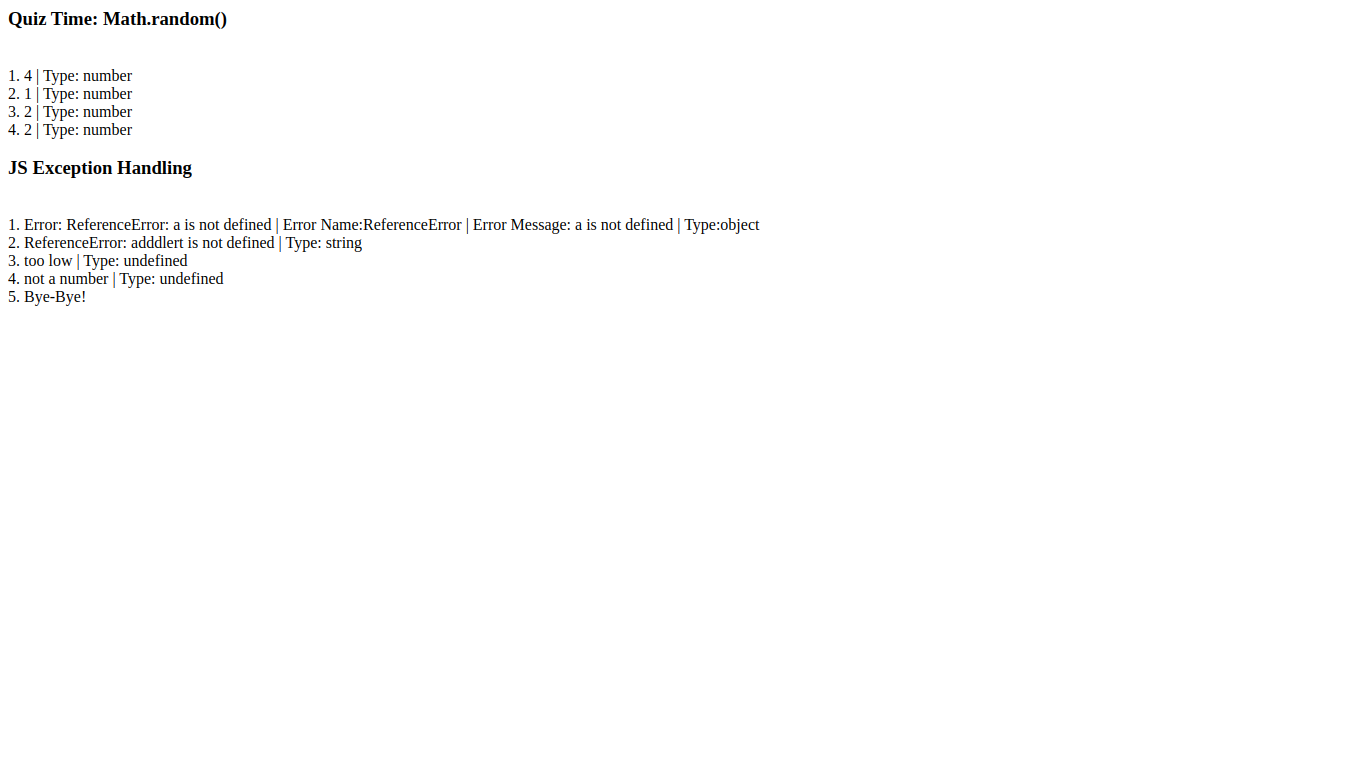 Quiz Time: Math.random()
1. 4 | Type: number
2. 1 | Type: number
3. 2 | Type: number
4. 2 | Type: number
JS Exception Handling
1. Error: ReferenceError: a is not defined | Error Name:ReferenceError | Error Message: a is not defined | Type:object
2. ReferenceError: adddlert is not defined | Type: string
3. too low | Type: undefined
4. not a number | Type: undefined
5. Bye-Bye!